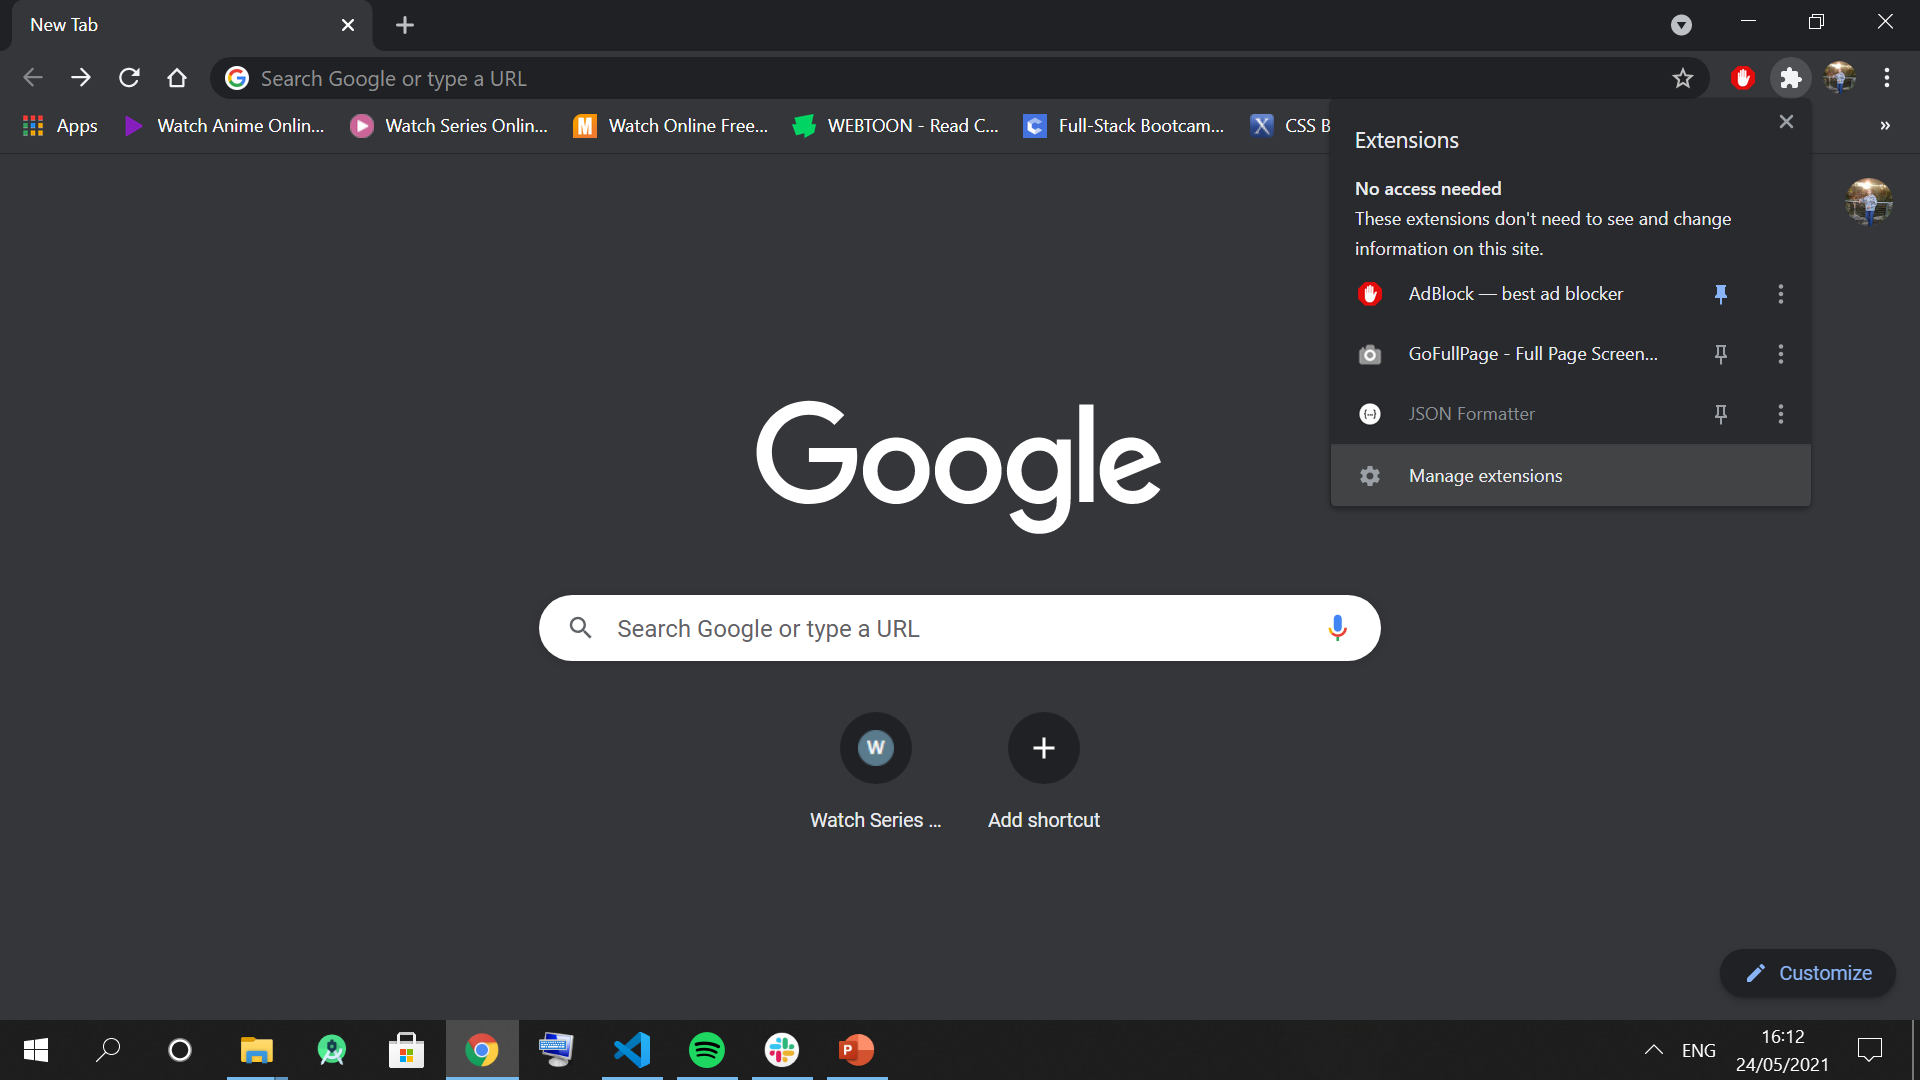 New Tab
Search Google or type a URL
Apps
Watch Anime Onlin...
Watch Series Onlin...
Watch Online Free...
WEBTOON - Read C...
Full-Stack Bootcam...
CSS B
Extensions
No access needed
These extensions don't need to see and change
information on this site.
AdBlock — best ad blocker
GoFullPage - Full Page Screen...
JSON Formatter
Manage extensions
Google
Search Google or type a URL
W
Watch Series ...
Add shortcut
Customize
ENG
16:12
24/05/2021